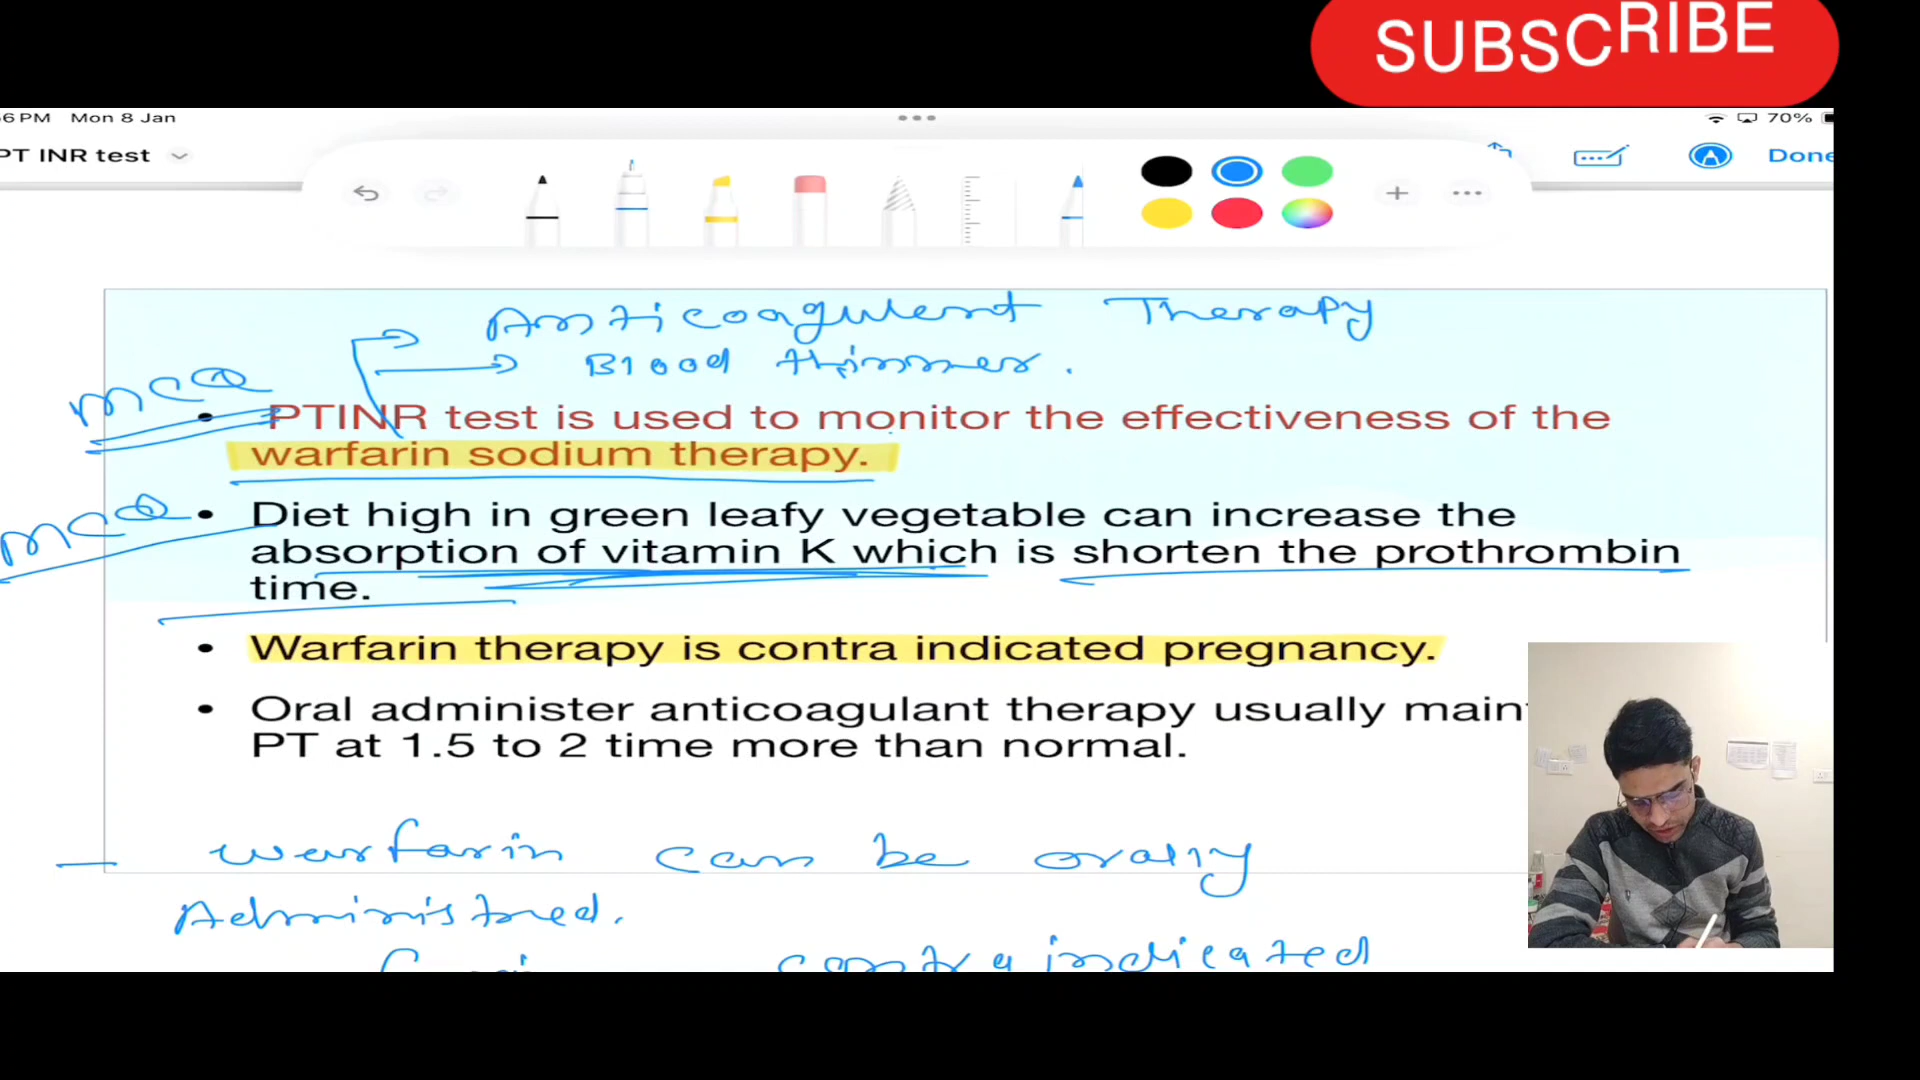 SUBSCRIBE
6 PM Mon 8 Jan
70%
PT INR test
Done
Anticoagulent Therapy
Blood thinner.
MCQ
• PTINR test is used to monitor the effectiveness of the
warfarin sodium therapy.
MCQ
• Diet high in green leafy vegetable can increase the
absorption of vitamin K which is shorten the prothrombin
time.
• Warfarin therapy is contra indicated pregnancy.
• Oral administer anticoagulant therapy usually main
PT at 1.5 to 2 time more than normal.
— Warfarin can be orally
Administred.
contraindicated